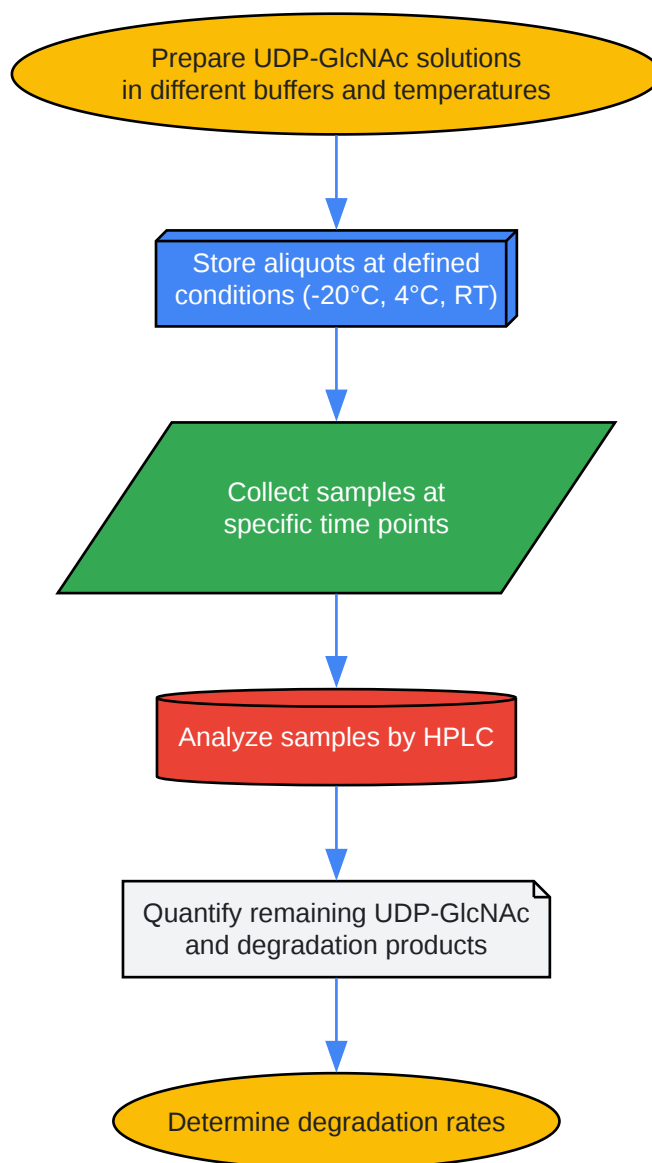 Prepare UDP-GlcNAc solutions
in different buffers and temperatures
Store aliquots at defined
conditions (-20°C, 4°C, RT)
Collect samples at
specific time points
Analyze samples by HPLC
Quantify remaining UDP-GlcNAc
and degradation products
Determine degradation rates